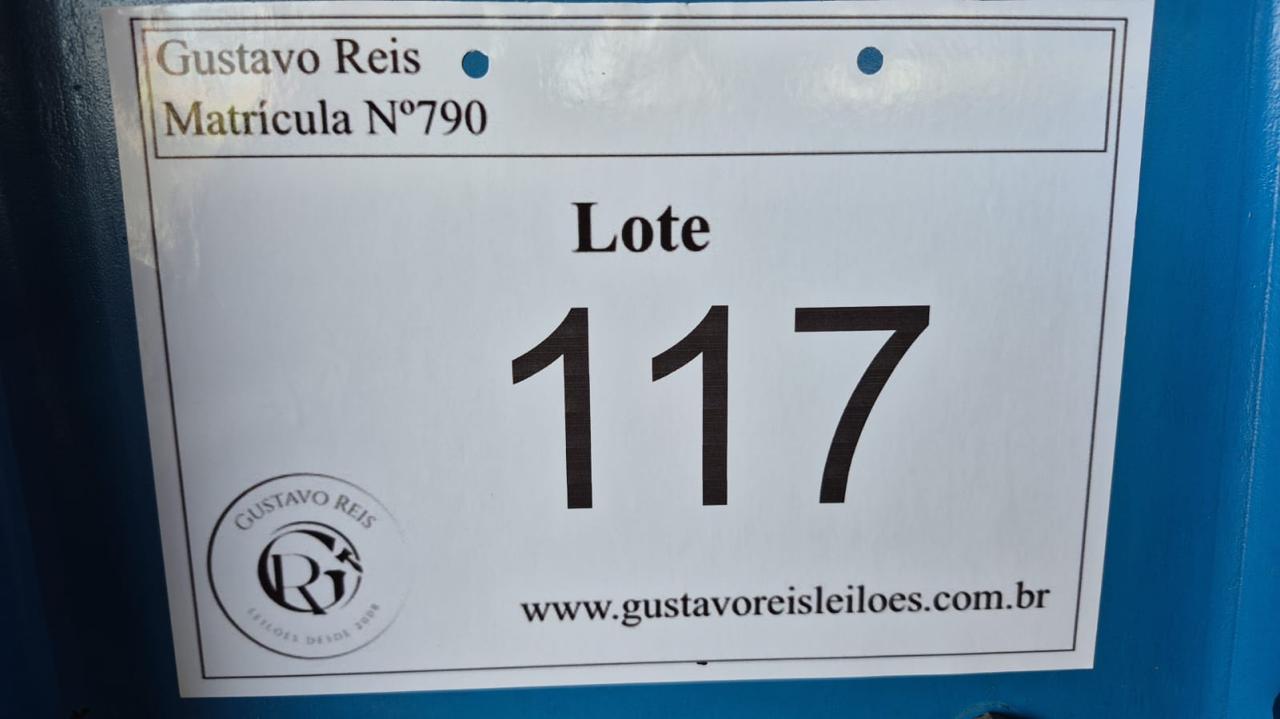 Gustavo Reis
Matrícula Nº790
Lote
117
GUSTAVO REIS
GR
LEILÕES DESDE 2008
www.gustavoreisleiloes.com.br